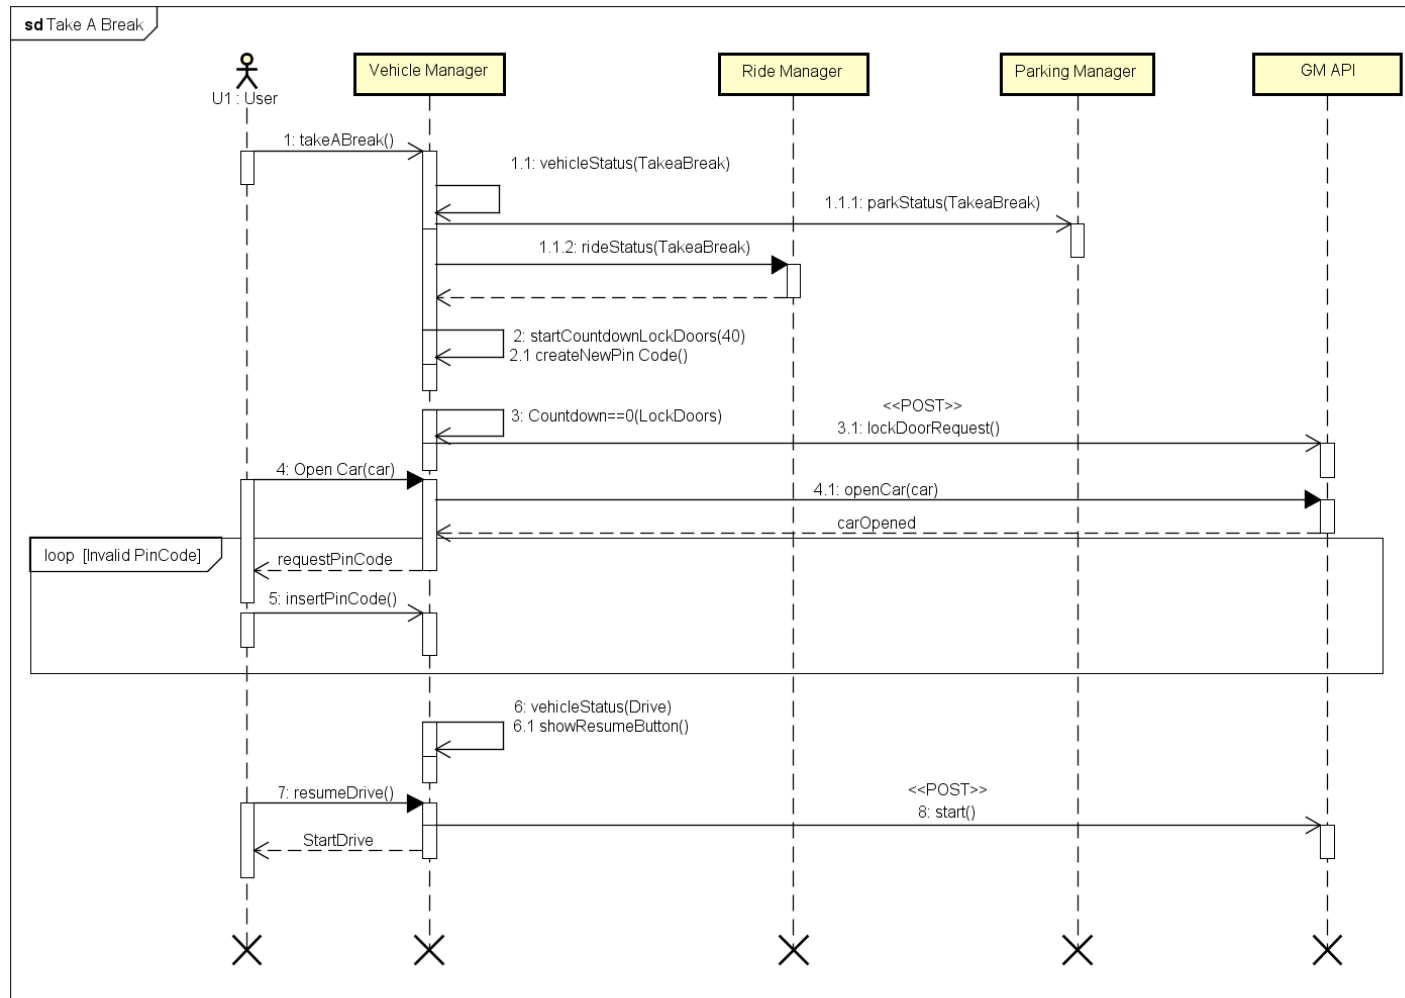 sd Take A Break
U1 : User
Vehicle Manager
Ride Manager
Parking Manager
GM API
1: takeABreak()
1.1: vehicleStatus(TakeaBreak)
1.1.1: parkStatus(TakeaBreak)
1.1.2: rideStatus(TakeaBreak)
2: startCountdownLockDoors(40)
2.1 createNewPin Code()
3: Countdown==0(LockDoors)
<<POST>>
3.1: lockDoorRequest()
4: Open Car(car)
4.1: openCar(car)
carOpened
loop [Invalid PinCode]
requestPinCode
5: insertPinCode()
6: vehicleStatus(Drive)
6.1 showResumeButton()
7: resumeDrive()
<<POST>>
8: start()
StartDrive